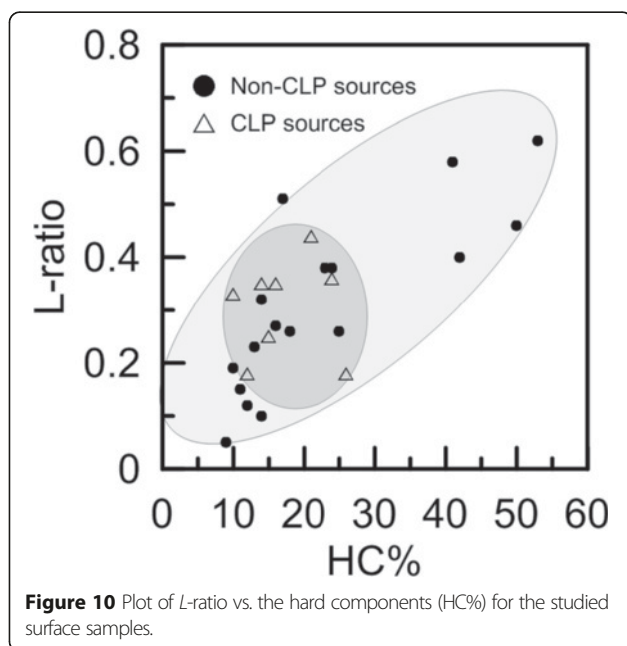 0.8
● Non-CLP sources
△ CLP sources
0.6
L-ratio
0.4
0.2
0
0 10 20 30 40 50 60
HC%
Figure 10 Plot of L-ratio vs. the hard components (HC%) for the studied
surface samples.